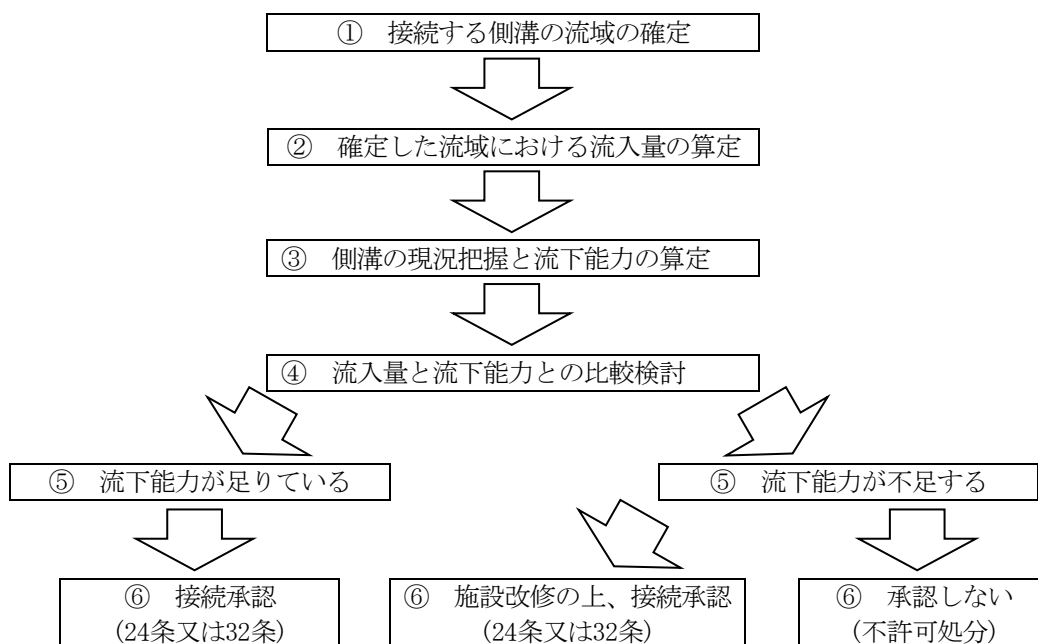 ① 接続する側溝の流域の確定
② 確定した流域における流入量の算定
③ 側溝の現況把握と流下能力の算定
④ 流入量と流下能力との比較検討
⑤ 流下能力が足りている
⑤ 流下能力が不足する
⑥ 接続承認
(24条又は32条)
⑥ 施設改修の上、接続承認
(24条又は32条)
⑥ 承認しない
(不許可処分)